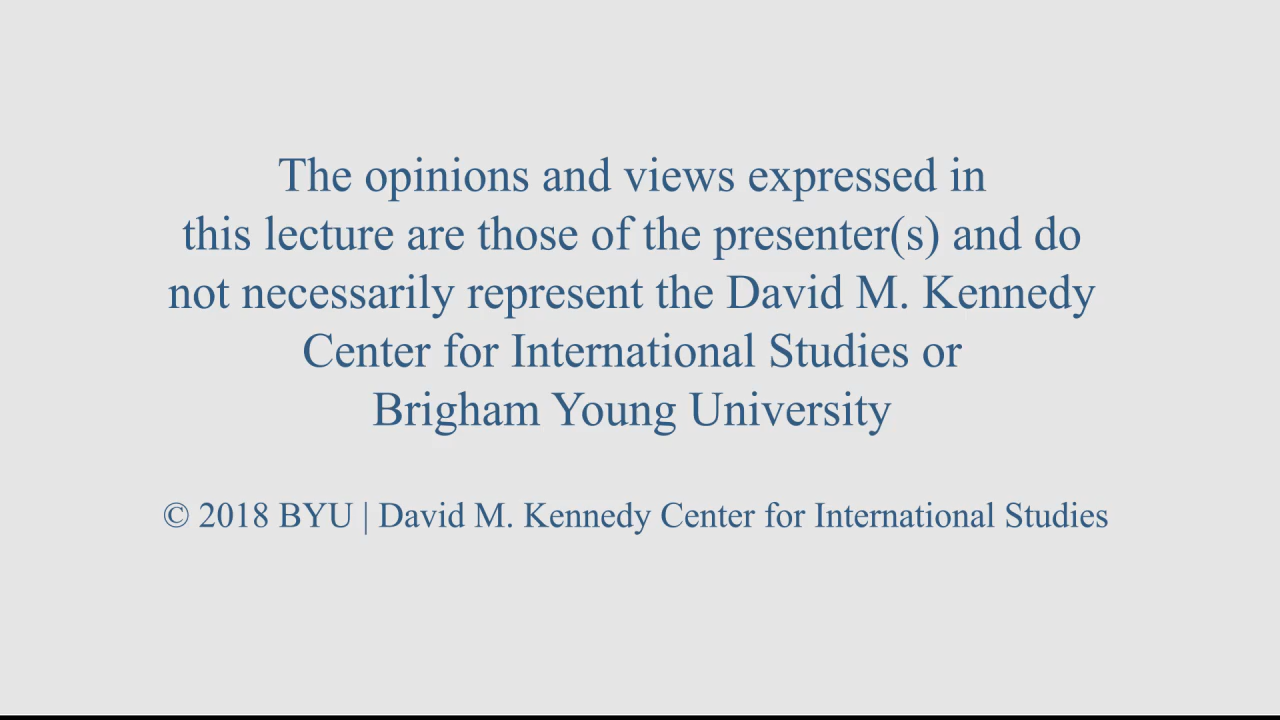 The opinions and views expressed in
this lecture are those of the presenter(s) and do
not necessarily represent the David M. Kennedy
Center for International Studies or
Brigham Young University
© 2018 BYU | David M. Kennedy Center for International Studies